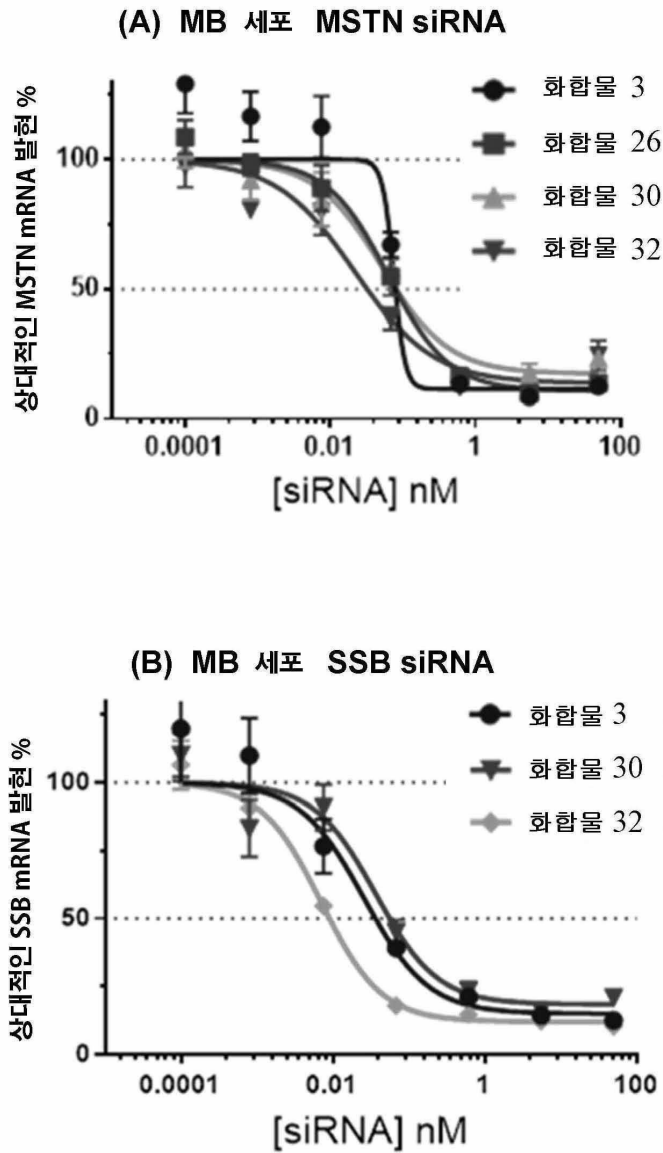 (A) MB 세포 MSTN siRNA
상대적인 MSTN mRNA 발현 %
100
50
0
0.0001
0.01
1
100
[siRNA] nM
화합물 3
화합물 26
화합물 30
화합물 32
(B) MB 세포 SSB siRNA
상대적인 SSB mRNA 발현 %
100
50
0
0.0001
0.01
1
100
[siRNA] nM
화합물 3
화합물 30
화합물 32